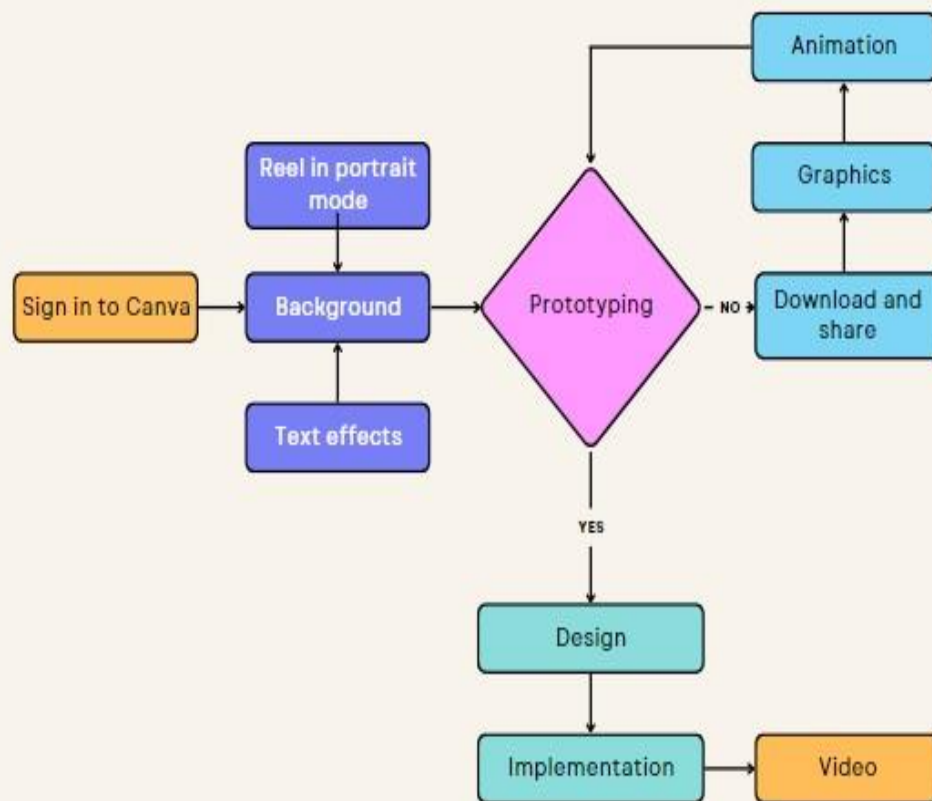 Animation
Reel in portrait
mode
Graphics
Sign in to Canva
Background
Prototyping
NO
Download and
share
Text effects
YES
Design
Implementation
Video